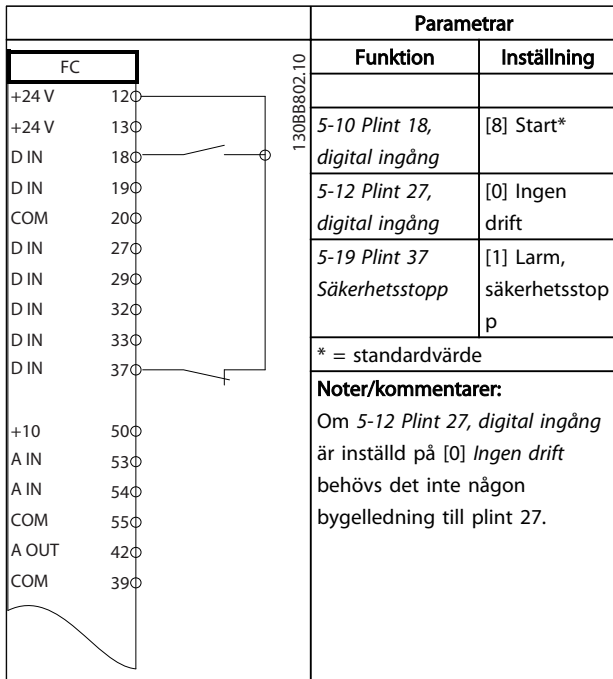 Parametrar
Funktion Inställning
FC
130BB802.10
+24 V 12
+24 V 13
D IN 18
D IN 19
COM 20
D IN 27
D IN 29
D IN 32
D IN 33
D IN 37
+10 50
A IN 53
A IN 54
COM 55
A OUT 42
COM 39
5-10 Plint 18, [8] Start*
digital ingång
5-12 Plint 27, [0] Ingen
digital ingång drift
5-19 Plint 37 [1] Larm,
Säkerhetsstopp säkerhetsstop
p
* = standardvärde
Noter/kommentarer:
Om 5-12 Plint 27, digital ingång
är inställd på [0] Ingen drift
behövs det inte någon
bygelledning till plint 27.